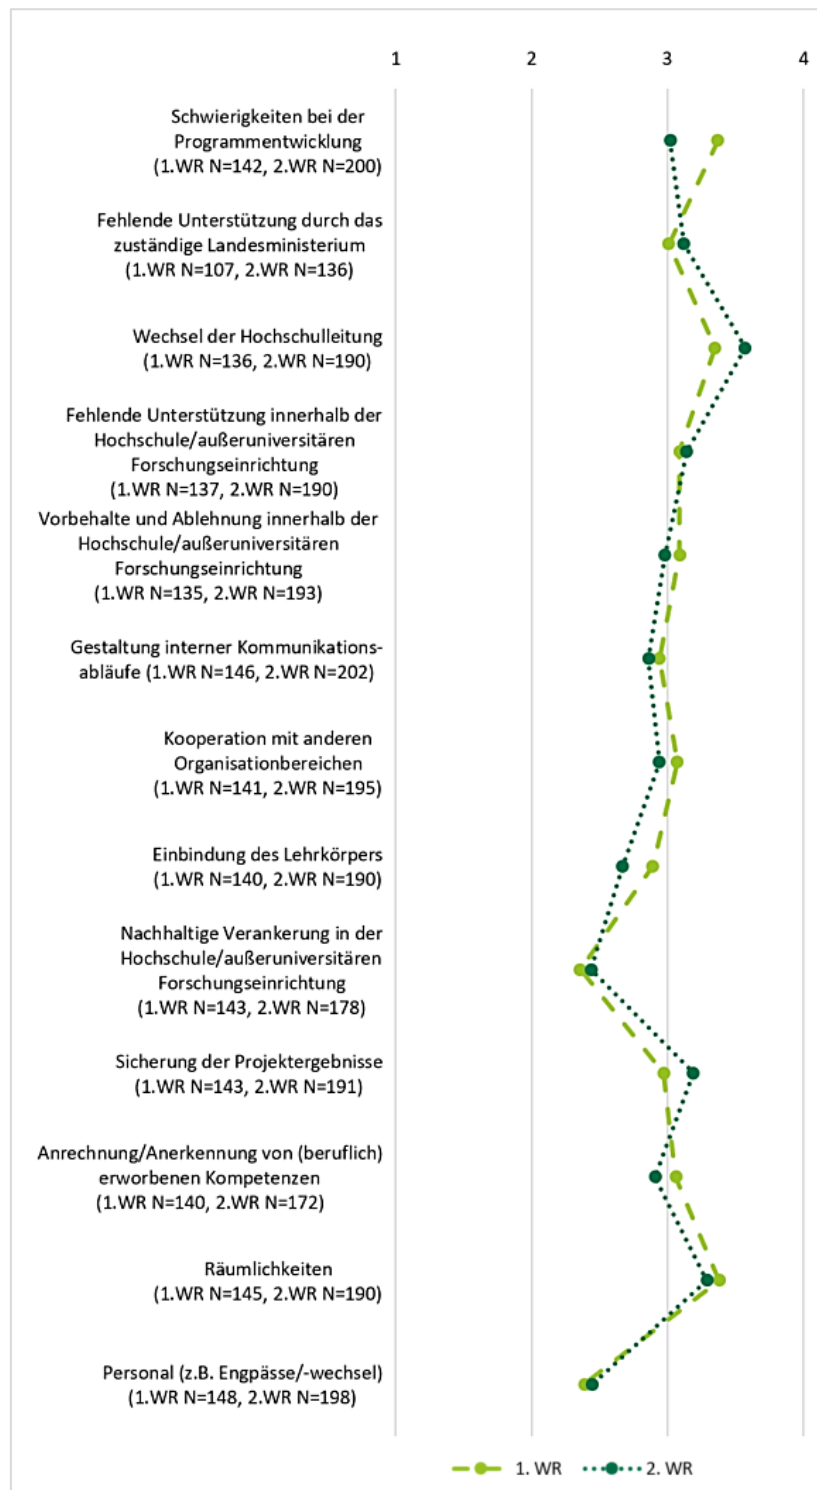 1 2 3 4
Schwierigkeiten bei der
Programmentwicklung
(1.WR N=142, 2.WR N=200)
Fehlende Unterstützung durch das
zuständige Landesministerium
(1.WR N=107, 2.WR N=136)
Wechsel der Hochschulleitung
(1.WR N=136, 2.WR N=190)
Fehlende Unterstützung innerhalb der
Hochschule/außeruniversitären
Forschungseinrichtung
(1.WR N=137, 2.WR N=190)
Vorbehalte und Ablehnung innerhalb der
Hochschule/außeruniversitären
Forschungseinrichtung
(1.WR N=135, 2.WR N=193)
Gestaltung interner Kommunikations-
abläufe (1.WR N=146, 2.WR N=202)
Kooperation mit anderen
Organisationbereichen
(1.WR N=141, 2.WR N=195)
Einbindung des Lehrkörpers
(1.WR N=140, 2.WR N=190)
Nachhaltige Verankerung in der
Hochschule/außeruniversitären
Forschungseinrichtung
(1.WR N=143, 2.WR N=178)
Sicherung der Projektergebnisse
(1.WR N=143, 2.WR N=191)
Anrechnung/Anerkennung von (beruflich)
erworbenen Kompetenzen
(1.WR N=140, 2.WR N=172)
Räumlichkeiten
(1.WR N=145, 2.WR N=190)
Personal (z.B. Engpässe/-wechsel)
(1.WR N=148, 2.WR N=198)
1. WR 2. WR